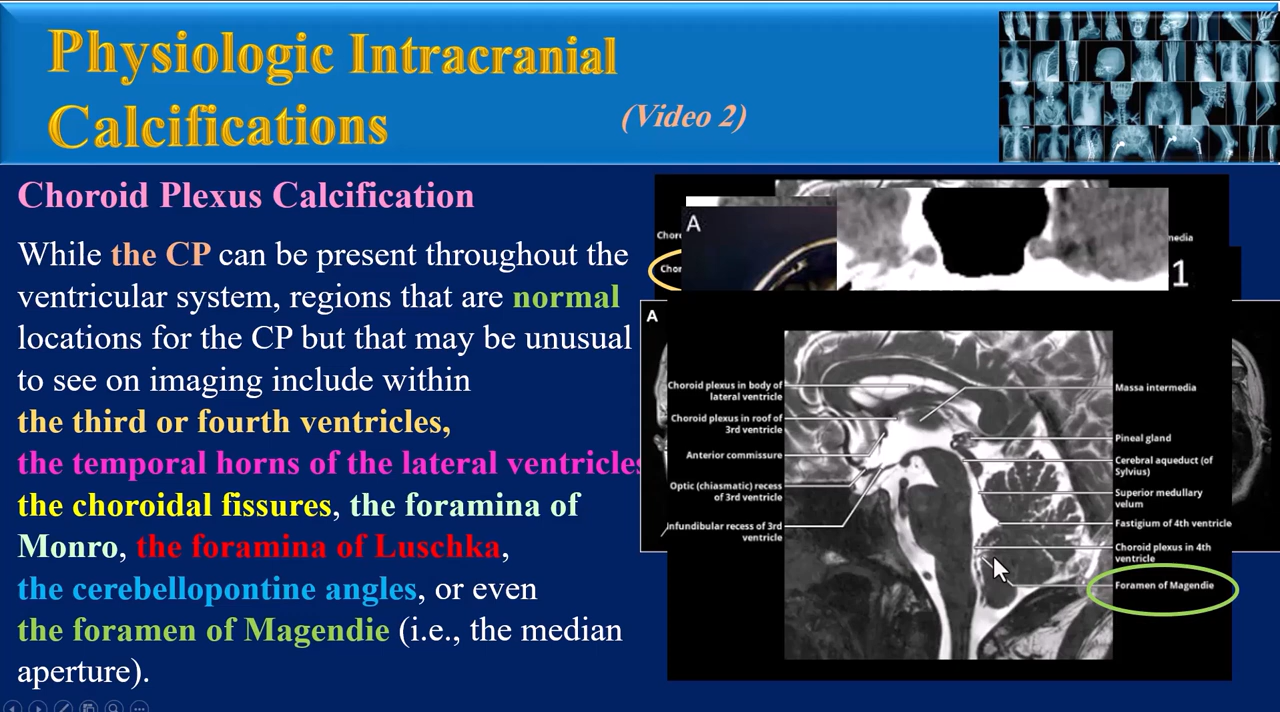 Physiologic Intracranial
Calcifications
(Video 2)
Choroid Plexus Calcification
While the CP can be present throughout the
ventricular system, regions that are normal
locations for the CP but that may be unusual
to see on imaging include within
the third or fourth ventricles,
the temporal horns of the lateral ventricles
the choroidal fissures, the foramina of
Monro, the foramina of Luschka,
the cerebellopontine angles, or even
the foramen of Magendie (i.e., the median
aperture).
A
1
A
Choroid plexus in body of
lateral ventricle
Choroid plexus in roof of
3rd ventricle
Anterior commissure
Optic (chiasmatic) recess
of 3rd ventricle
Infundibular recess of 3rd
ventricle
Massa intermedia
Pineal gland
Cerebral aqueduct (of
Sylvius)
Superior medullary
velum
Fastigium of 4th ventricle
Choroid plexus in 4th
ventricle
Foramen of Magendie